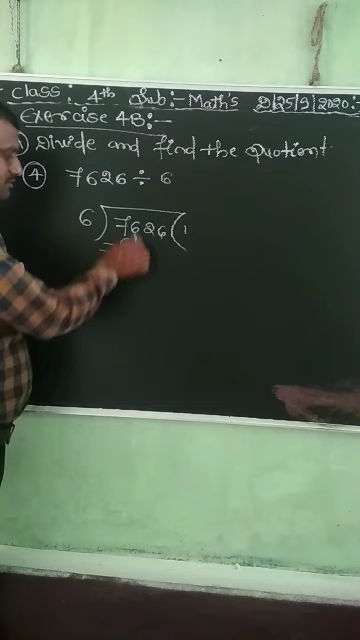 Class: 4th Sub:- Math's D/25/9/2020:-
Exercise 4B:-
) Divide and find the Quotient
4 7626 ÷ 6
6 ) 7626 ( 1